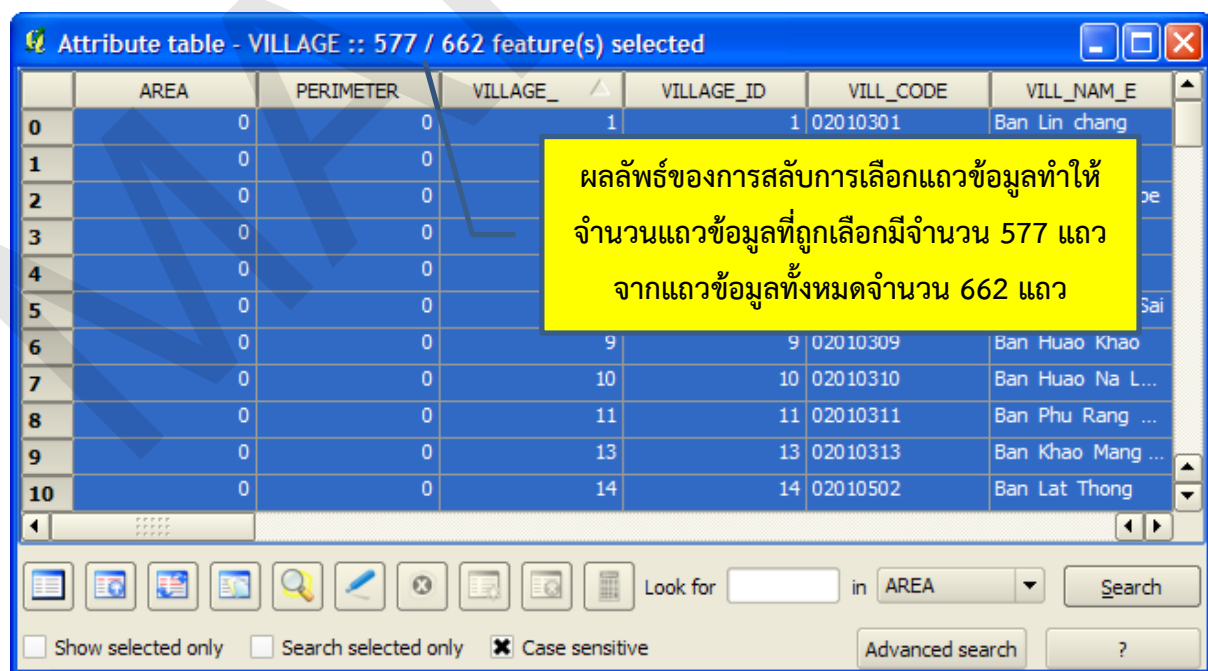 Attribute table - VILLAGE :: 577 / 662 feature(s) selected
AREA PERIMETER VILLAGE_ VILLAGE_ID VILL_CODE VILL_NAM_E
0 0 0 1 1 02010301 Ban Lin chang
1 0 0
2 0 0
3 0 0
4 0 0
5 0 0 Sai
6 0 0 9 9 02010309 Ban Huao Khao
7 0 0 10 10 02010310 Ban Huao Na L...
8 0 0 11 11 02010311 Ban Phu Rang ...
9 0 0 13 13 02010313 Ban Khao Mang ...
10 0 0 14 14 02010502 Ban Lat Thong
ผลลัพธ์ของการสลับการเลือกแถวข้อมูลทำให้
จำนวนแถวข้อมูลที่ถูกเลือกมีจำนวน 577 แถว
จากแถวข้อมูลทั้งหมดจำนวน 662 แถว
Look for in AREA Search
Show selected only Search selected only Case sensitive Advanced search ?